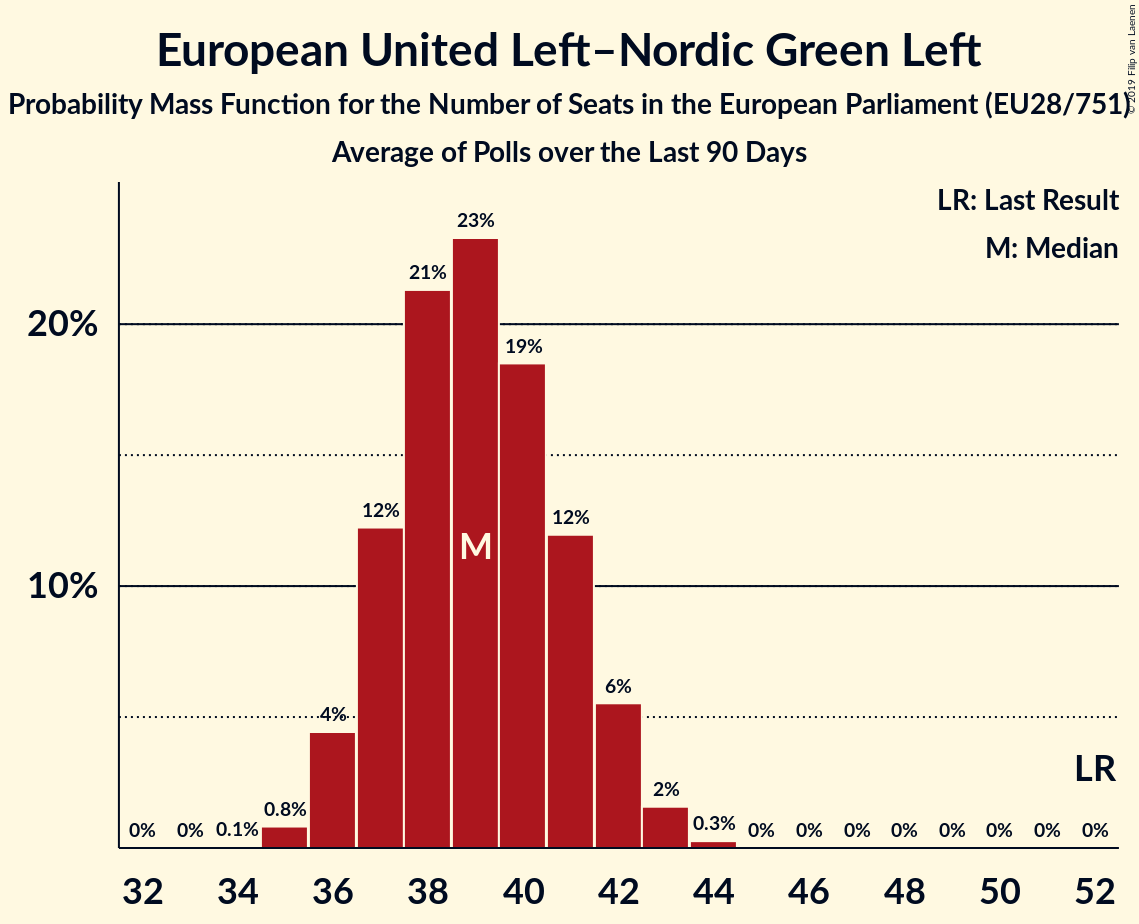 European United Left–Nordic Green Left
Probability Mass Function for the Number of Seats in the European Parliament (EU28/751)
Average of Polls over the Last 90 Days
© 2019 Filip van Laenen
LR: Last Result
M: Median
20%
10%
0%
0%
0.1%
0.8%
4%
12%
21%
23%
19%
12%
6%
2%
0.3%
0%
0%
0%
0%
0%
0%
0%
0%
M
LR
32 34 36 38 40 42 44 46 48 50 52